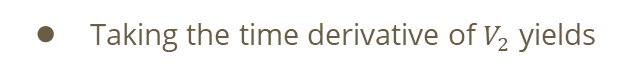 ● Taking the time derivative of V₂ yields